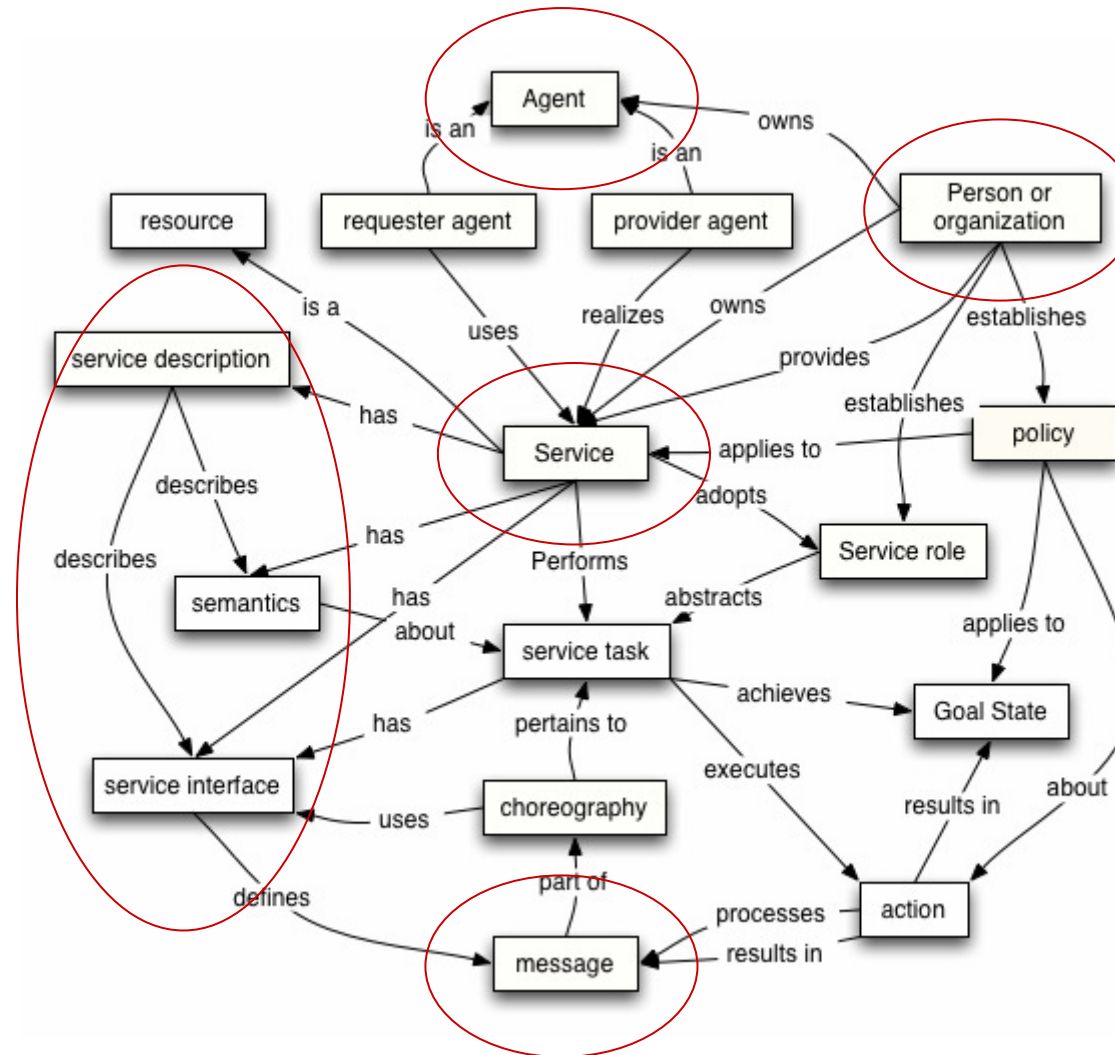 Agent
owns
is an
is an
Person or
organization
resource
requester agent
provider agent
is a
uses
realizes
owns
establishes
service description
provides
has
establishes
Service
applies to
policy
describes
adopts
has
describes
Performs
Service role
semantics
has
abstracts
about
service task
applies to
achieves
Goal State
has
pertains to
executes
service interface
about
choreography
results in
uses
part of
defines
processes
action
message
results in